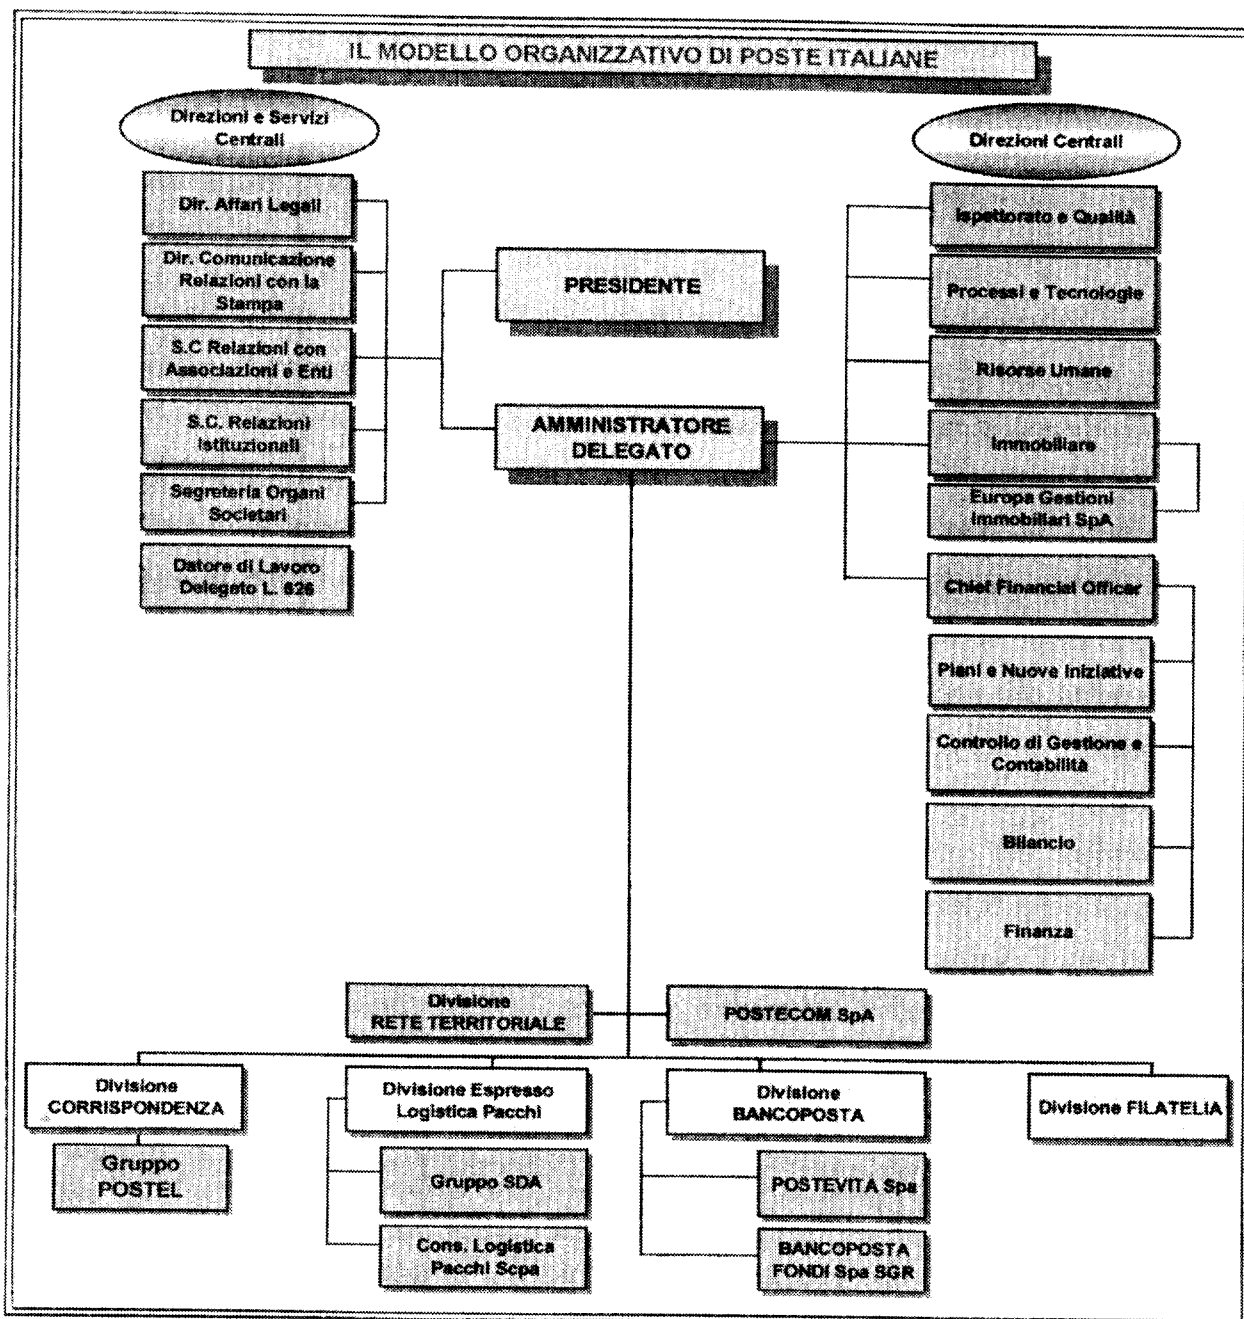 IL MODELLO ORGANIZZATIVO DI POSTE ITALIANE
Direzioni e Servizi
Centrali
Dir. Affari Legali
Dir. Comunicazione
Relazioni con la
Stampa
S.C Relazioni con
Associazioni e Enti
S.C. Relazioni
Istituzionali
Segreteria Organi
Societari
Datore di Lavoro
Delegato L. 626
PRESIDENTE
AMMINISTRATORE
DELEGATO
Direzioni Centrali
Ispettorato e Qualità
Processi e Tecnologie
Risorse Umane
Immobiliare
Europa Gestioni
Immobiliari SpA
Chief Financial Officer
Piani e Nuove Iniziative
Controllo di Gestione e
Contabilità
Bilancio
Finanza
Divisione
RETE TERRITORIALE
POSTECOM SpA
Divisione
CORRISPONDENZA
Gruppo
POSTEL
Divisione Espresso
Logistica Pacchi
Gruppo SDA
Cons. Logistica
Pacchi Scpa
Divisione
BANCOPOSTA
POSTEVITA Spa
BANCOPOSTA
FONDI Spa SGR
Divisione FILATELIA